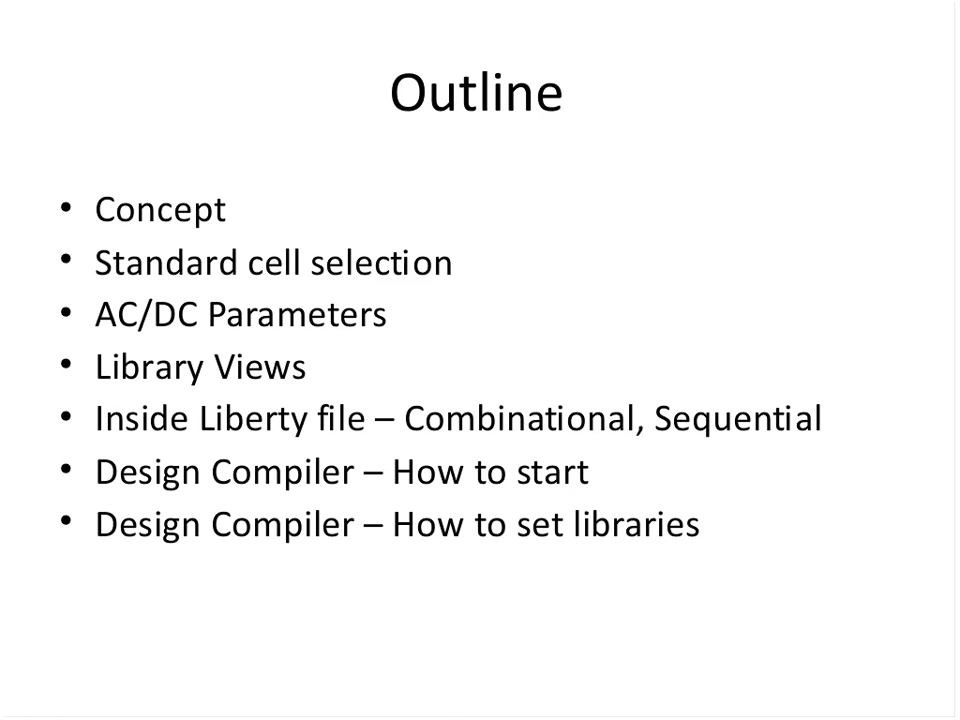 Outline
• Concept
• Standard cell selection
• AC/DC Parameters
• Library Views
• Inside Liberty file – Combinational, Sequential
• Design Compiler – How to start
• Design Compiler – How to set libraries